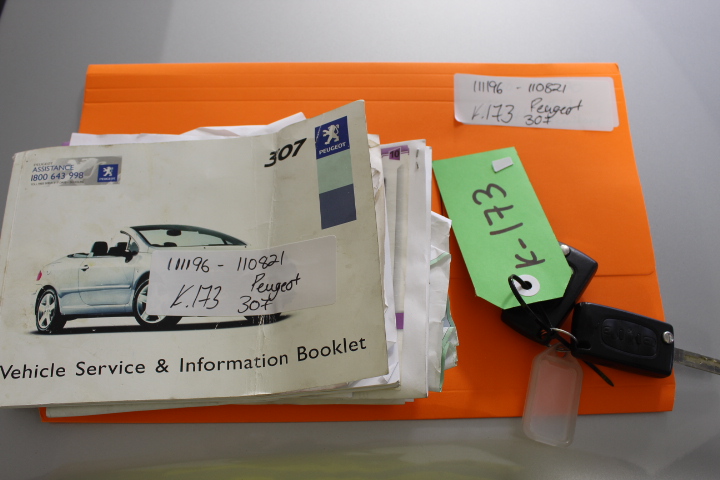 111196 - 110821
K.173 Peugeot
307
307
PEUGEOT
ASSISTANCE
1800 643 998
PEUGEOT
K-173
111196 - 110821
K.173 Peugeot
307
Vehicle Service & Information Booklet